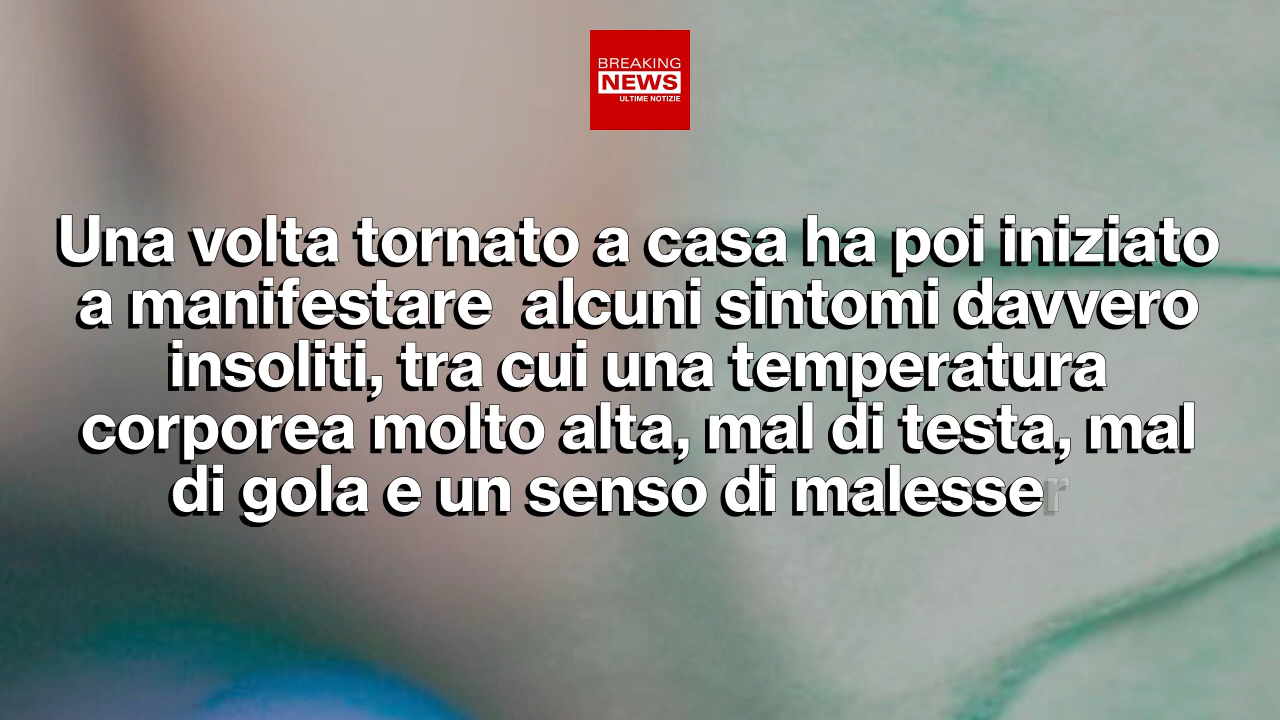 BREAKING
NEWS
ULTIME NOTIZIE
Una volta tornato a casa ha poi iniziato
a manifestare  alcuni sintomi davvero
insoliti, tra cui una temperatura
corporea molto alta, mal di testa, mal
di gola e un senso di malesser